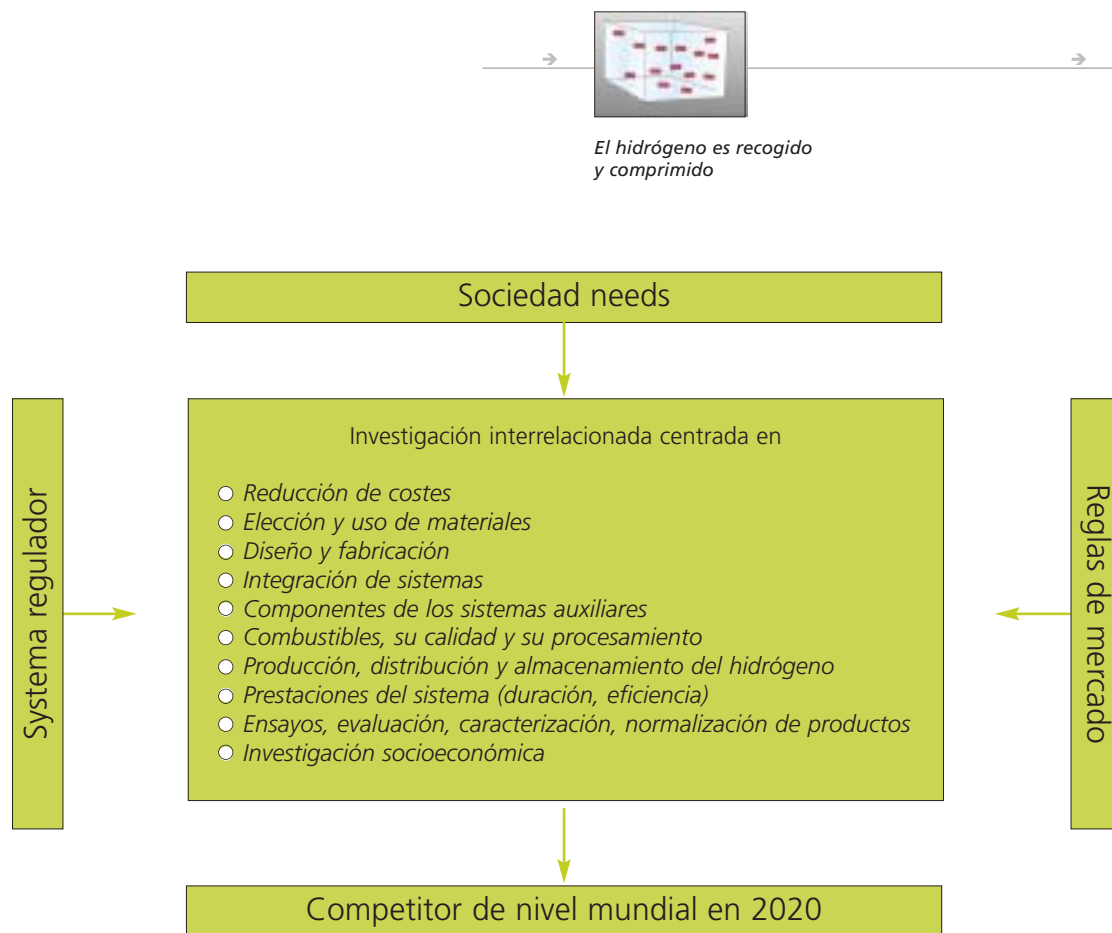 El hidrógeno es recogido
y comprimido
Sociedad needs
Systema regulador
Investigación interrelacionada centrada en
Reducción de costes
Elección y uso de materiales
Diseño y fabricación
Integración de sistemas
Componentes de los sistemas auxiliares
Combustibles, su calidad y su procesamiento
Producción, distribución y almacenamiento del hidrógeno
Prestaciones del sistema (duración, eficiencia)
Ensayos, evaluación, caracterización, normalización de productos
Investigación socioeconómica
Reglas de mercado
Competitor de nivel mundial en 2020